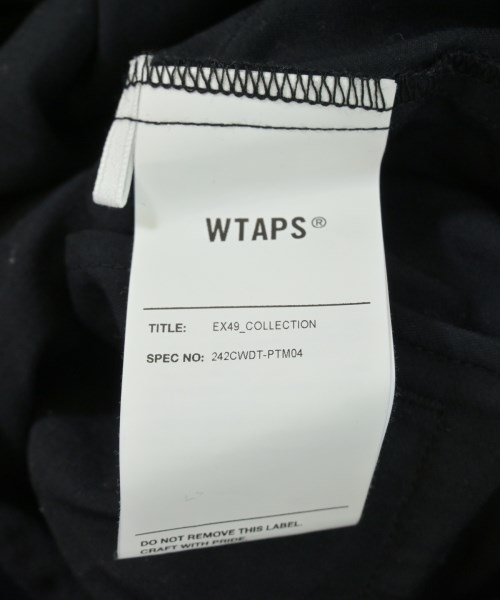 WTAPS®
TITLE: EX49_COLLECTION
SPEC NO: 242CWDT-PTM04
DO NOT REMOVE THIS LABEL.
CRAFT WITH PRIDE